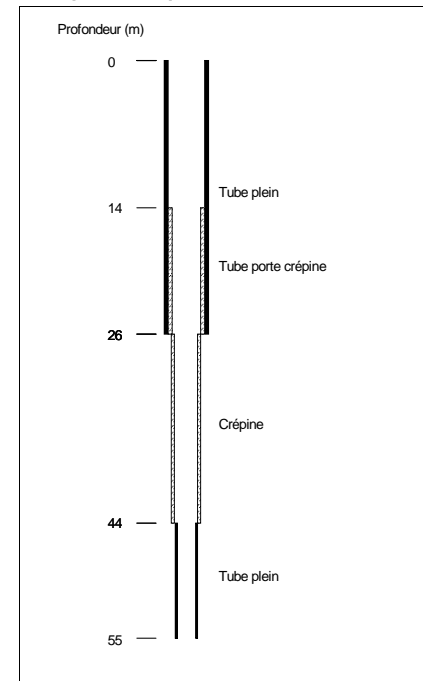 Profondeur (m)
0
Tube plein
14
Tube porte crépine
26
Crépine
44
Tube plein
55